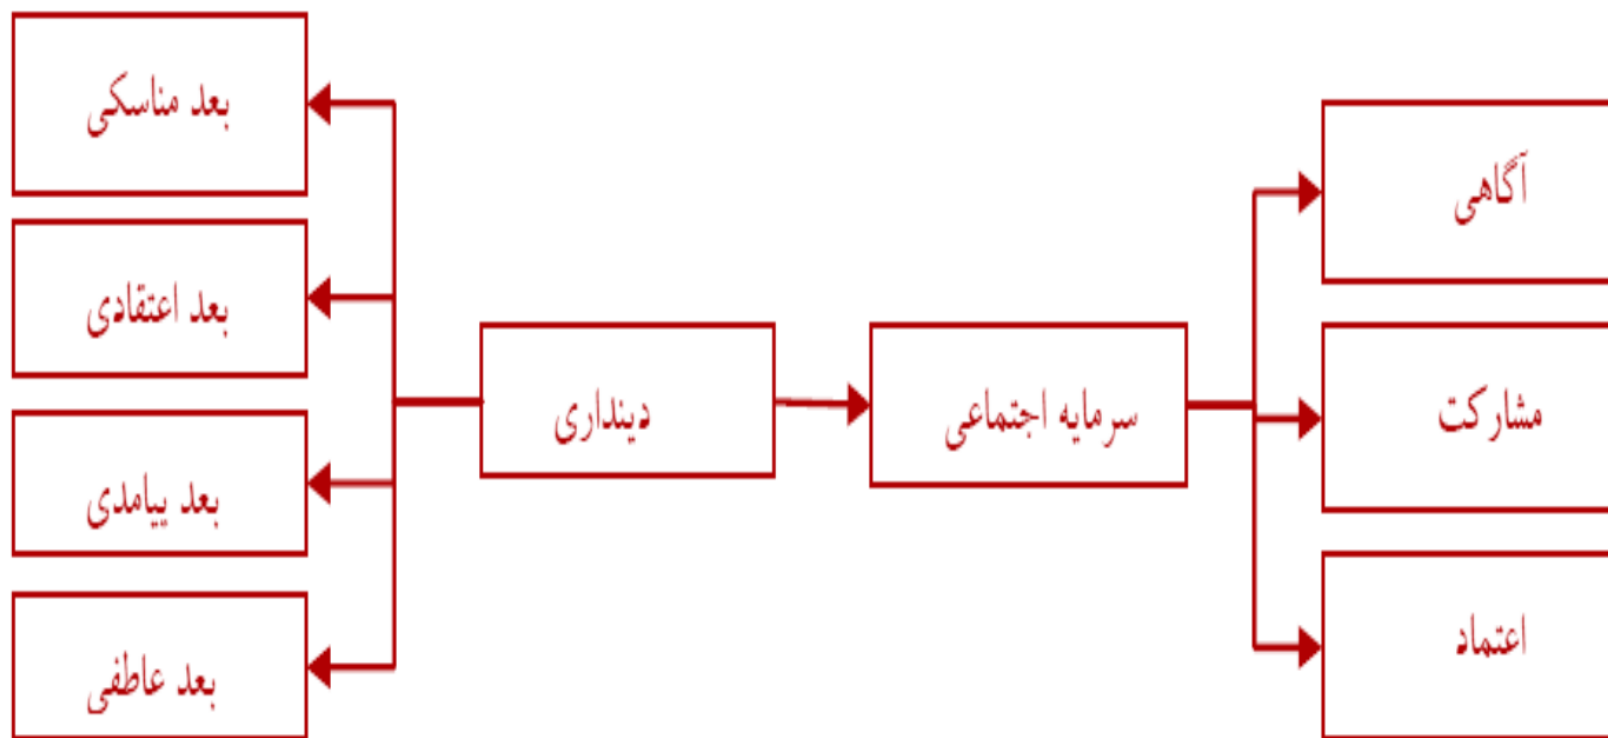 بعد مناسکی
بعد اعتقادی
بعد پیامدی
بعد عاطفی
دینداری
سرمایه اجتماعی
آگاهی
مشارکت
اعتماد